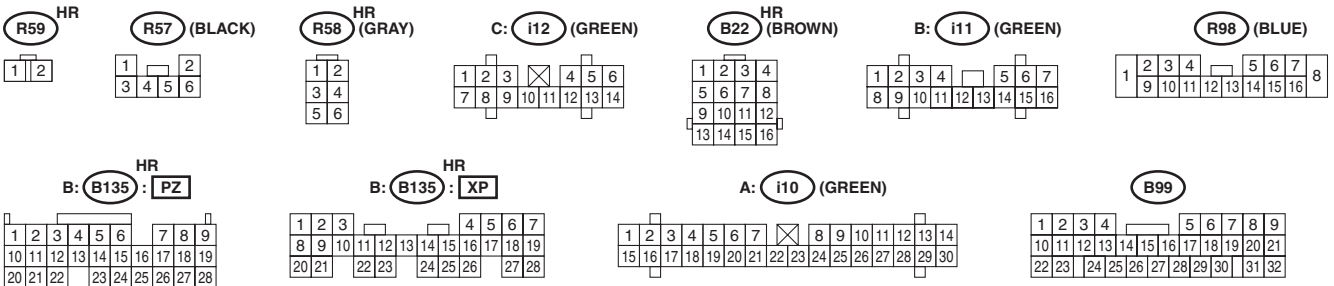 HR HR HR
R59 R57 (BLACK) R58 (GRAY) C: i12 (GREEN) B22 (BROWN) B: i11 (GREEN) R98 (BLUE)
1 2
1 2
3 4 5 6
1 2
3 4
5 6
1 2 3 4 5 6
7 8 9 10 11 12 13 14
1 2 3 4
5 6 7 8
9 10 11 12
13 14 15 16
1 2 3 4 5 6 7
8 9 10 11 12 13 14 15 16
1 2 3 4 5 6 7 8
9 10 11 12 13 14 15 16
HR HR
B: B135 : PZ B: B135 : XP A: i10 (GREEN) B99
1 2 3 4 5 6 7 8 9
10 11 12 13 14 15 16 17 18 19
20 21 22 23 24 25 26 27 28
1 2 3 4 5 6 7
8 9 10 11 12 13 14 15 16 17 18 19
20 21 22 23 24 25 26 27 28
1 2 3 4 5 6 7 8 9 10 11 12 13 14
15 16 17 18 19 20 21 22 23 24 25 26 27 28 29 30
1 2 3 4 5 6 7 8 9
10 11 12 13 14 15 16 17 18 19 20 21
22 23 24 25 26 27 28 29 30 31 32